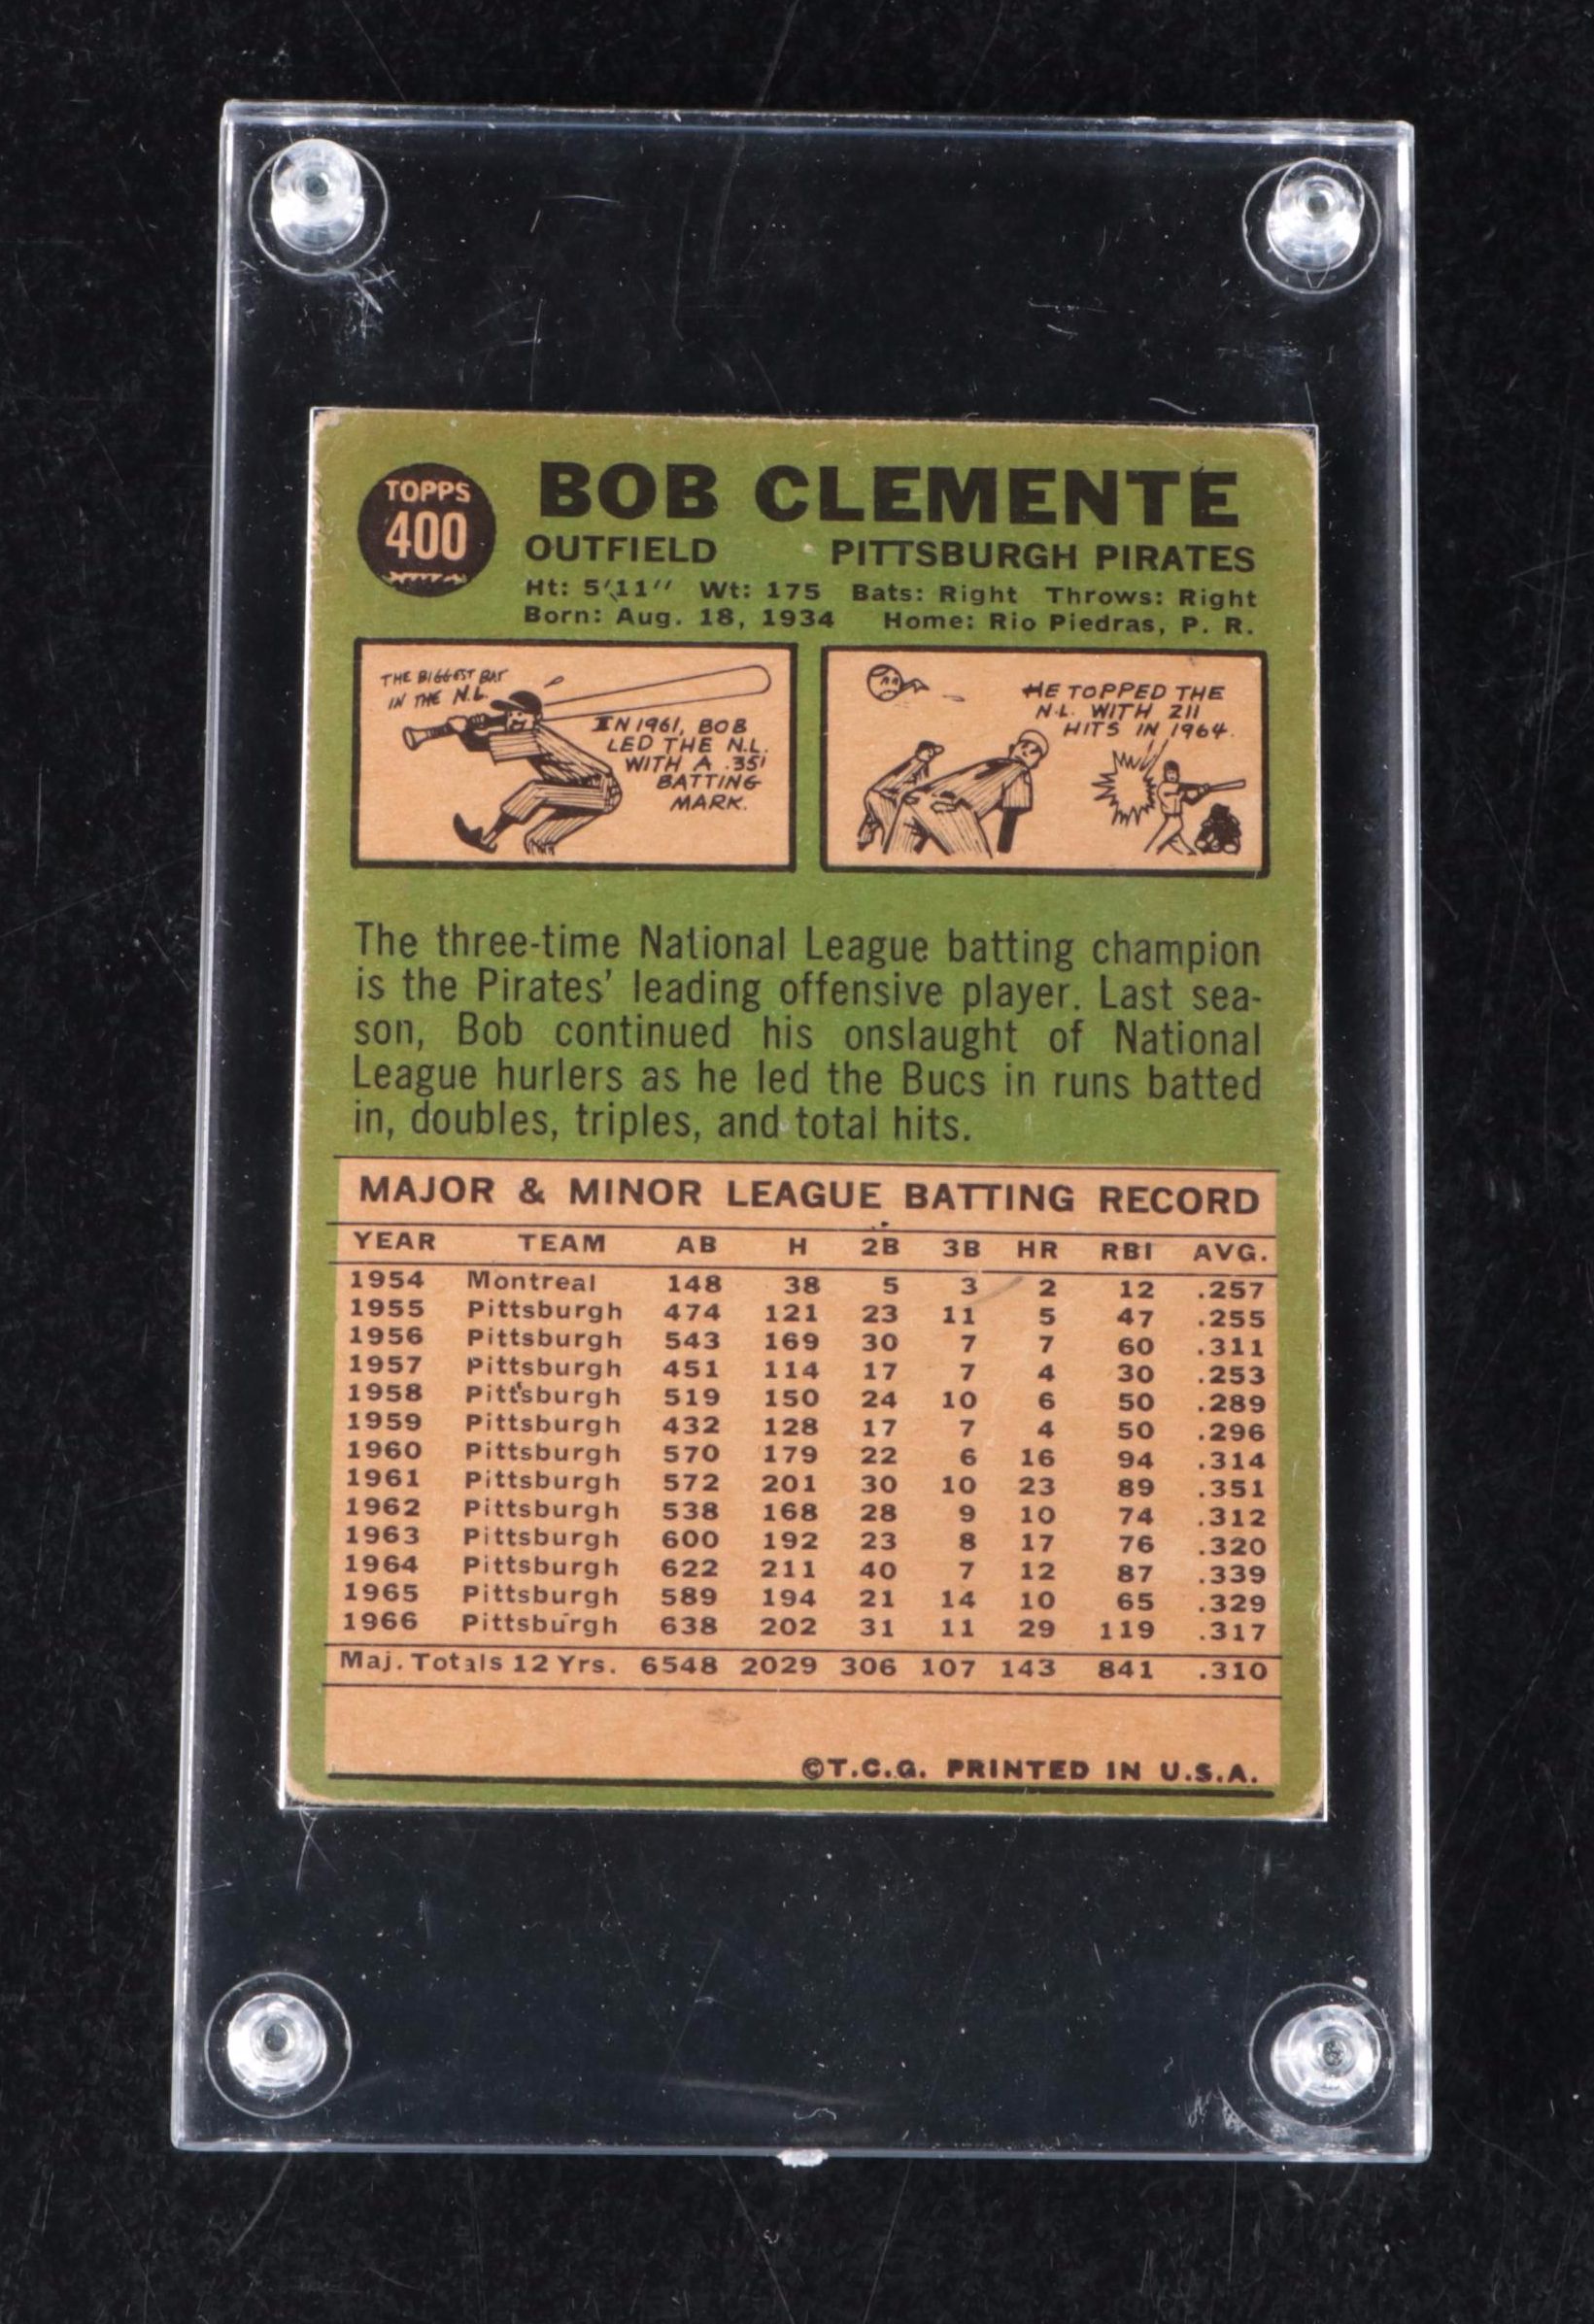 TOPPS
400
BOB CLEMENTE
OUTFIELD PITTSBURGH PIRATES
Ht: 5'11" Wt: 175 Bats: Right Throws: Right
Born: Aug. 18, 1934 Home: Rio Piedras, P. R.
THE BIGGEST BAT
IN THE N.L.
IN 1961, BOB
LED THE N.L.
WITH A .351
BATTING
MARK.
HE TOPPED THE
N.L. WITH 211
HITS IN 1964.
The three-time National League batting champion
is the Pirates' leading offensive player. Last sea-
son, Bob continued his onslaught of National
League hurlers as he led the Bucs in runs batted
in, doubles, triples, and total hits.
MAJOR & MINOR LEAGUE BATTING RECORD
YEAR TEAM AB H 2B 3B HR RBI AVG.
1954 Montreal 148 38 5 3 2 12 .257
1955 Pittsburgh 474 121 23 11 5 47 .255
1956 Pittsburgh 543 169 30 7 7 60 .311
1957 Pittsburgh 451 114 17 7 4 30 .253
1958 Pittsburgh 519 150 24 10 6 50 .289
1959 Pittsburgh 432 128 17 7 4 50 .296
1960 Pittsburgh 570 179 22 6 16 94 .314
1961 Pittsburgh 572 201 30 10 23 89 .351
1962 Pittsburgh 538 168 28 9 10 74 .312
1963 Pittsburgh 600 192 23 8 17 76 .320
1964 Pittsburgh 622 211 40 7 12 87 .339
1965 Pittsburgh 589 194 21 14 10 65 .329
1966 Pittsburgh 638 202 31 11 29 119 .317
Maj. Totals 12 Yrs. 6548 2029 306 107 143 841 .310
©T.C.G. PRINTED IN U.S.A.